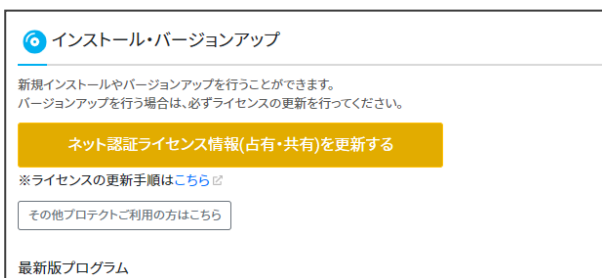 インストール・バージョンアップ
新規インストールやバージョンアップを行うことができます。
バージョンアップを行う場合は、必ずライセンスの更新を行ってください。
ネット認証ライセンス情報(占有・共有)を更新する
※ライセンスの更新手順はこちら
その他プロテクトご利用の方はこちら
最新版プログラム